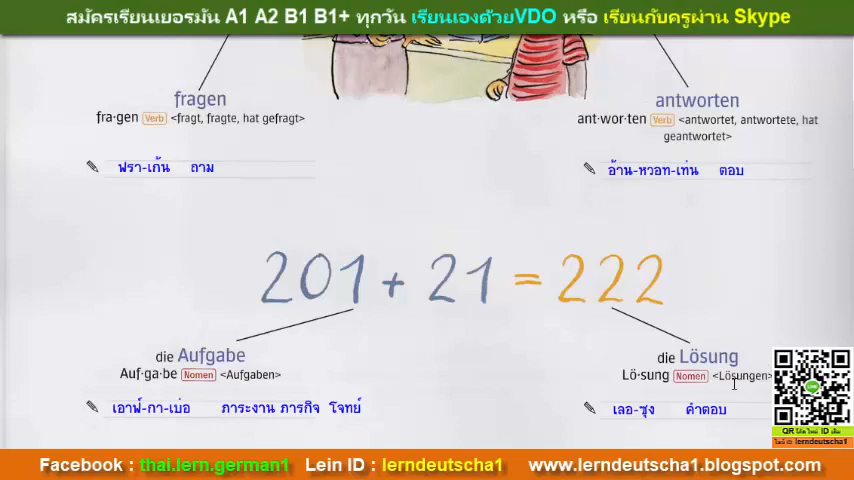 สมัครเรียนเยอรมัน A1 A2 B1 B1+ ทุกวัน เรียนเองด้วยVDO หรือ เรียนกับครูผ่าน Skype
fragen
fra·gen Verb <fragt, fragte, hat gefragt>
ฟรา-เก้น ถาม
antworten
ant·wor·ten Verb <antwortet, antwortete, hat
geantwortet>
อ้าน-หวอท-เท่น ตอบ
201 + 21 = 222
die Aufgabe
Auf·ga·be Nomen <Aufgaben>
เอาฟ์-กา-เบ่อ ภาระงาน ภารกิจ โจทย์
die Lösung
Lö·sung Nomen <Lösungen>
เลอ-ซุง คำตอบ
LINE
Facebook : thai.lern.german1 Lein ID : lerndeutscha1 www.lerndeutscha1.blogspot.com